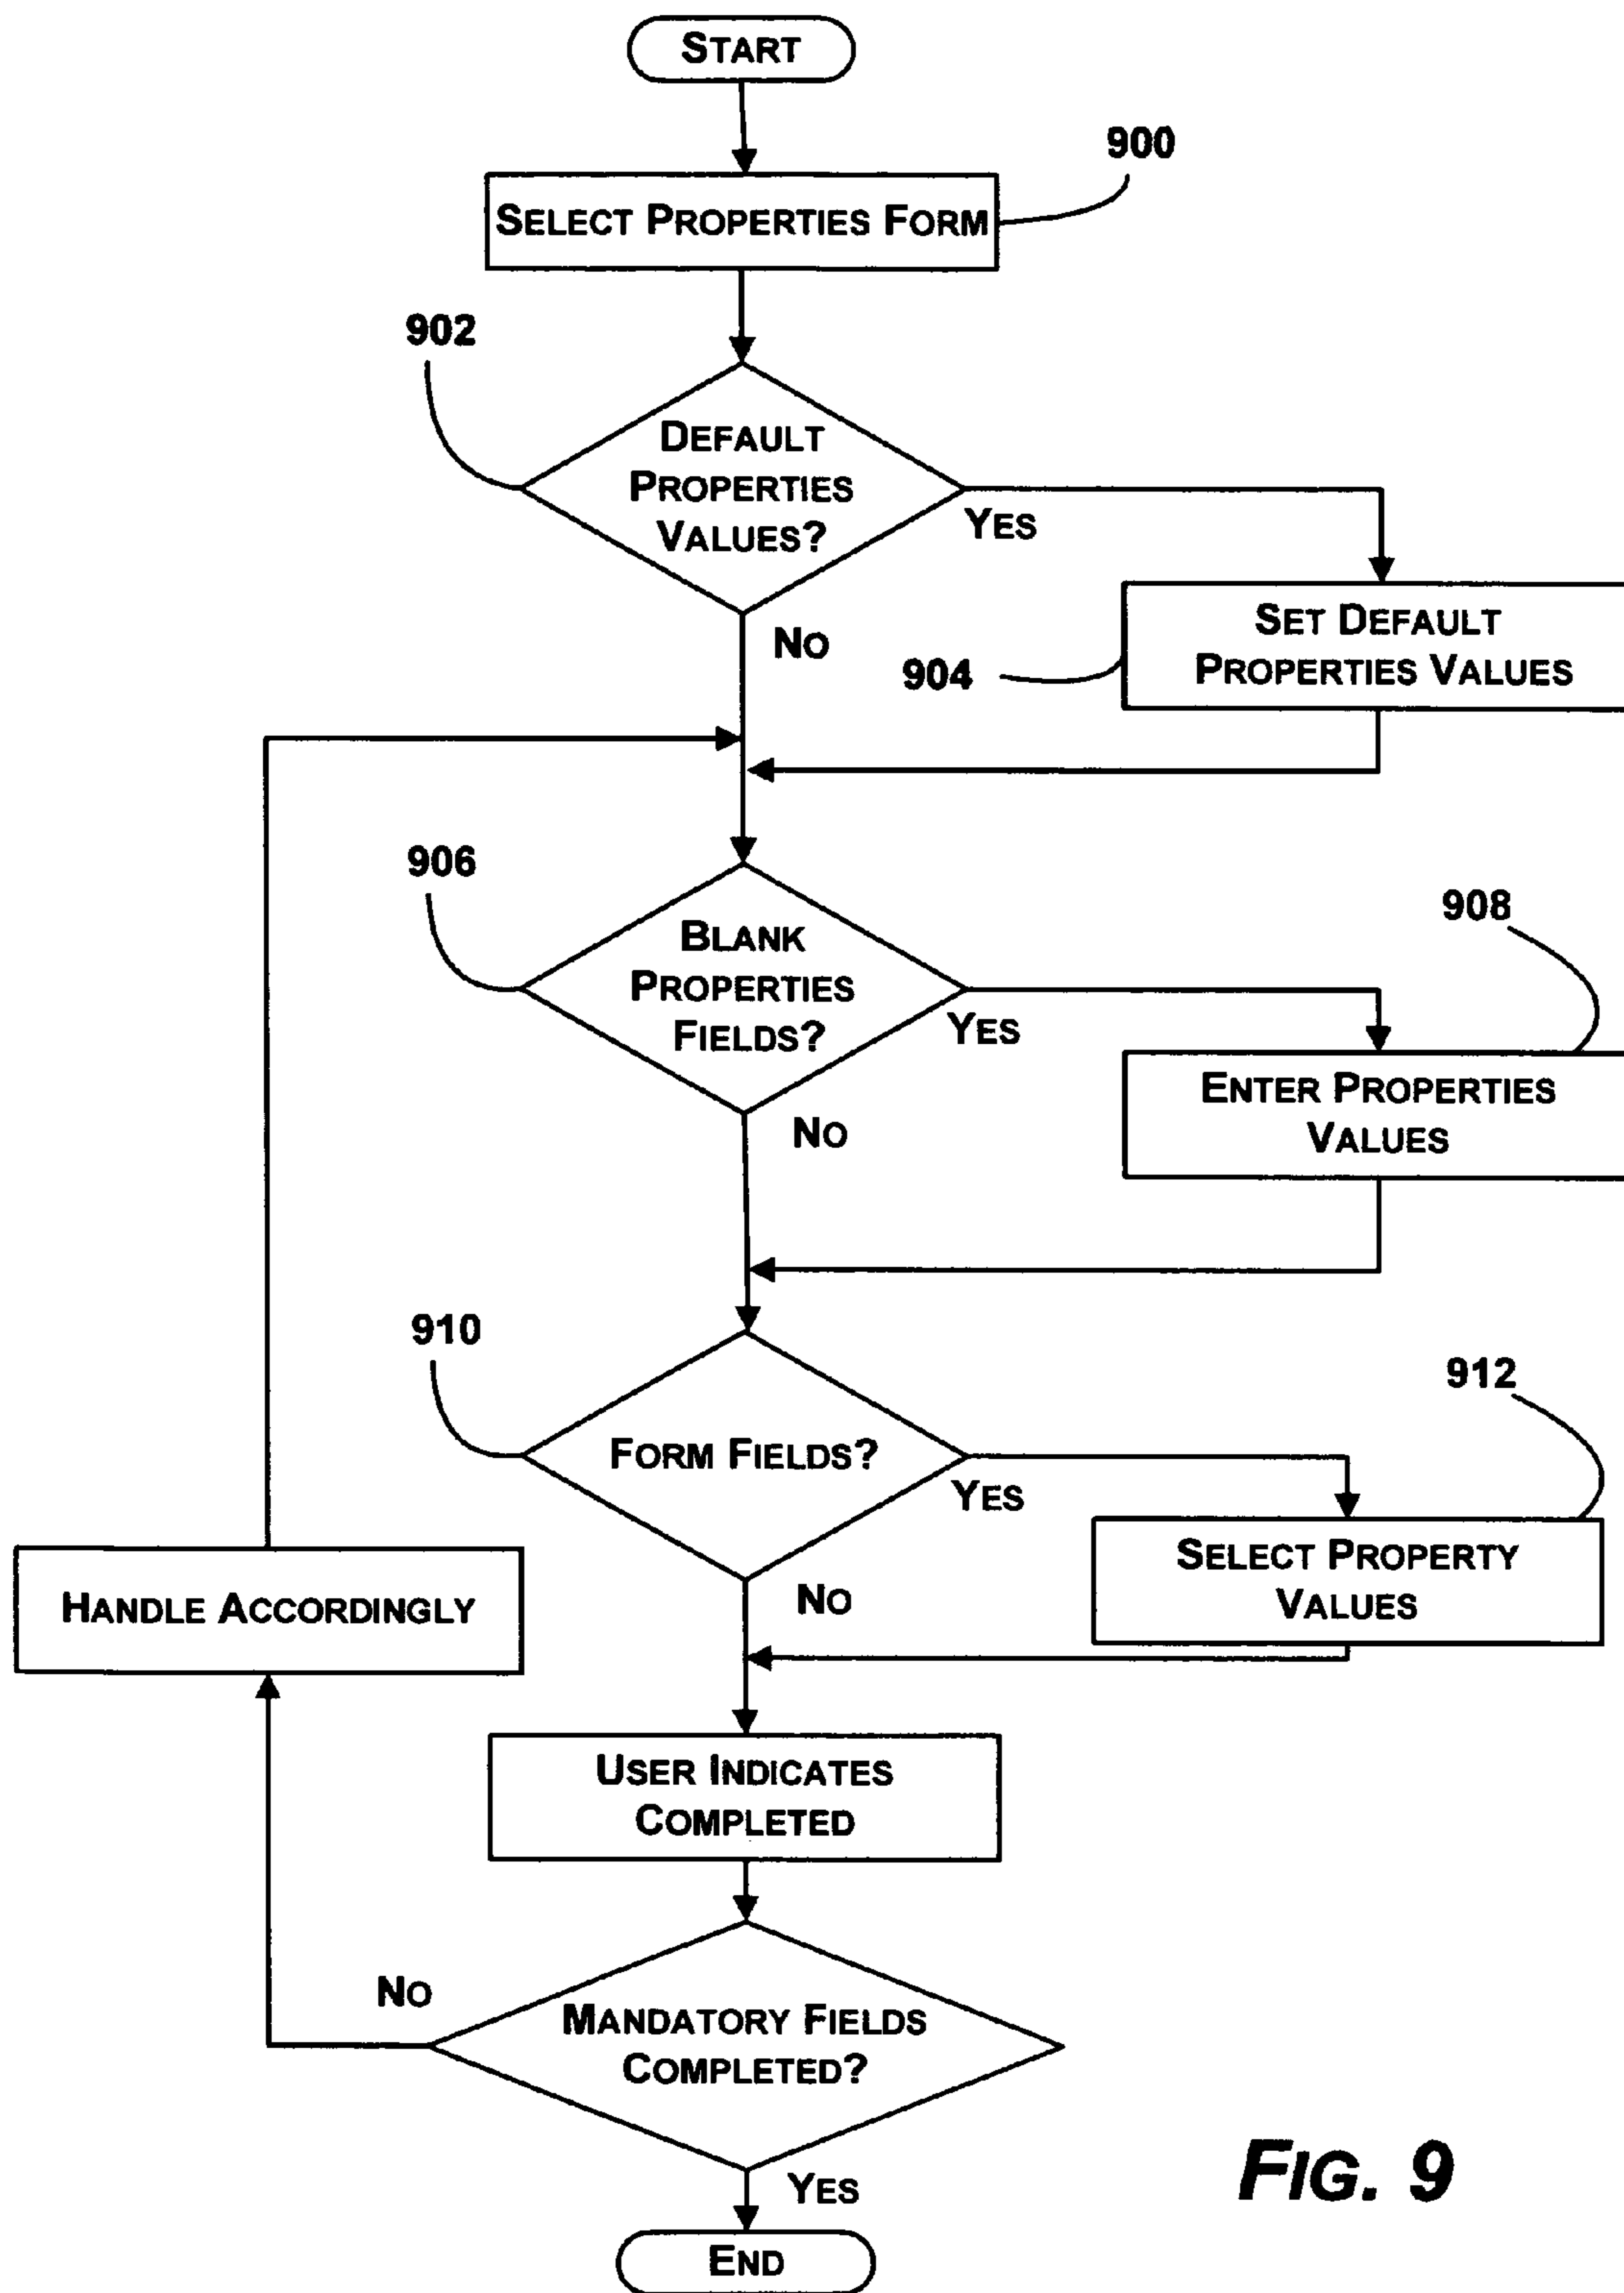 START
900
SELECT PROPERTIES FORM
902
DEFAULT
PROPERTIES
VALUES?
YES
NO
SET DEFAULT
PROPERTIES VALUES
904
906
BLANK
PROPERTIES
FIELDS?
YES
NO
908
ENTER PROPERTIES
VALUES
910
FORM FIELDS?
YES
NO
912
SELECT PROPERTY
VALUES
HANDLE ACCORDINGLY
USER INDICATES
COMPLETED
NO
MANDATORY FIELDS
COMPLETED?
YES
END
FIG. 9